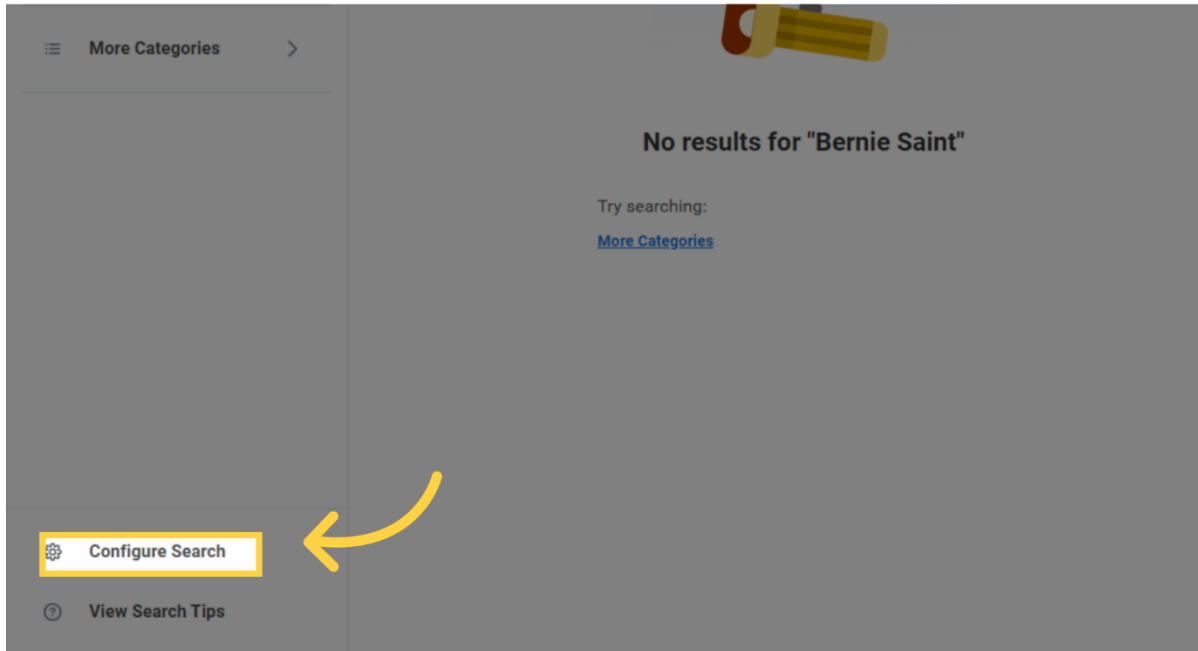 More Categories
No results for "Bernie Saint"
Try searching:
More Categories
Configure Search
View Search Tips